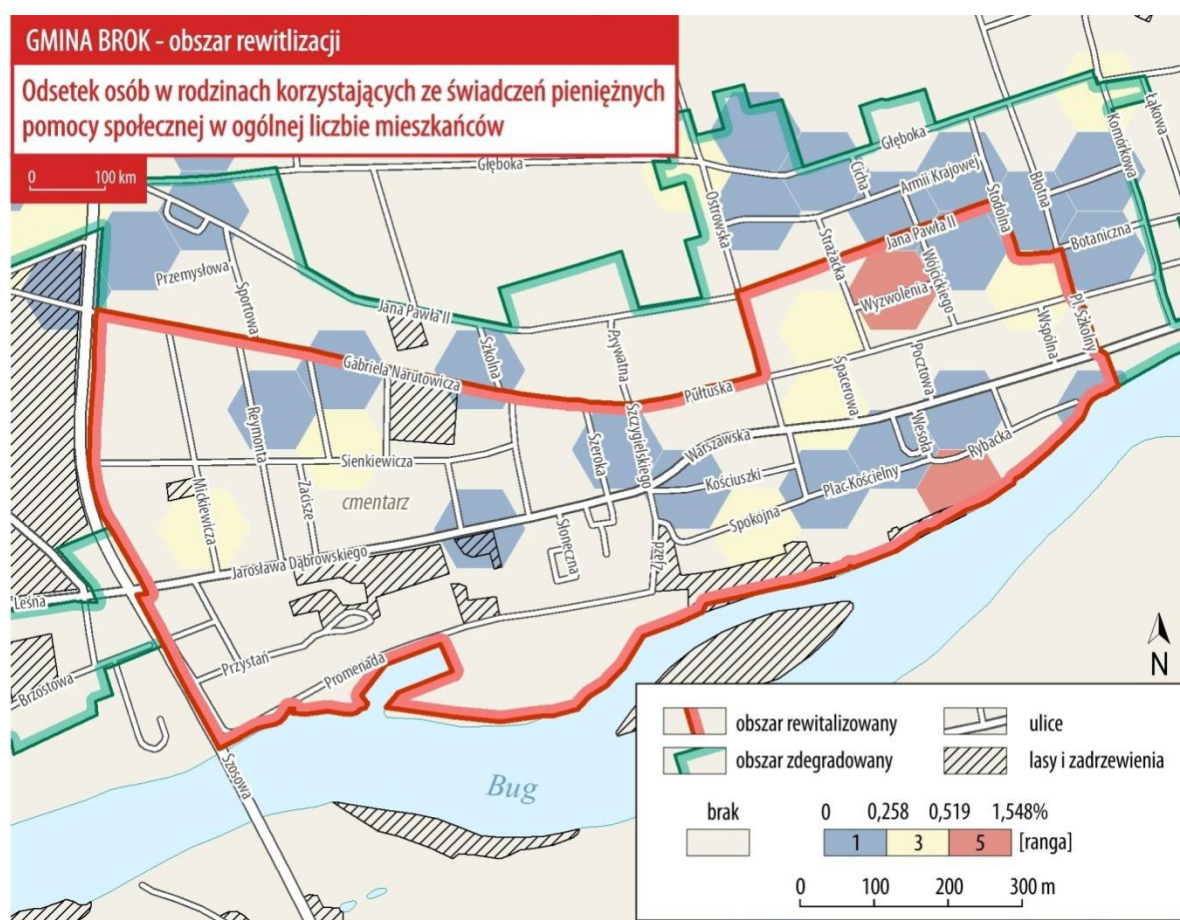 GMINA BROK - obszar rewitlizacji
Odsetek osób w rodzinach korzystających ze świadczeń pieniężnych
pomocy społecznej w ogólnej liczbie mieszkańców
0 100 km
Głęboka
Głęboka
Łąkowa
Komórkowa
Błotna
Cicha
Armii Krajowej
Stodolna
Ostrowska
Strażacka
Jana Pawła II
Wójcickiego
Botaniczna
Przemysłowa
Sportowa
Wyzwolenia
Jana Pawła II
Pl. Szkolny
Wspólna
Szkolna
Prywatna
Gabriela Narutowicza
Pułtuska
Pocztowa
Spacerowa
Reymonta
Szeroka
Szczygielskiego
Warszawska
Wesoła
Rybacka
Sienkiewicza
Kościuszki
Plac Kościelny
Mickiewicza
Zacisze
cmentarz
Spokojna
Słoneczna
Zjazd
Jarosława Dąbrowskiego
Leśna
Przystań
Promenada
Brzostowa
Szosowa
Bug
N
obszar rewitalizowany
ulice
obszar zdegradowany
lasy i zadrzewienia
brak
0 0,258 0,519 1,548%
1 3 5 [ranga]
0 100 200 300 m